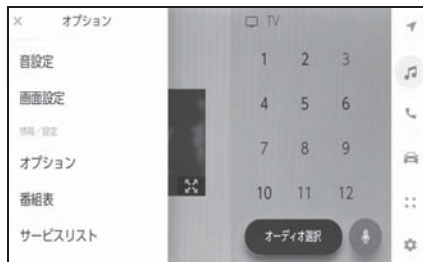 × オプション
音設定
画面設定
情報／設定
オプション
番組表
サービスリスト
TV
1 2 3
4 5 6
7 8 9
10 11 12
オーディオ選択